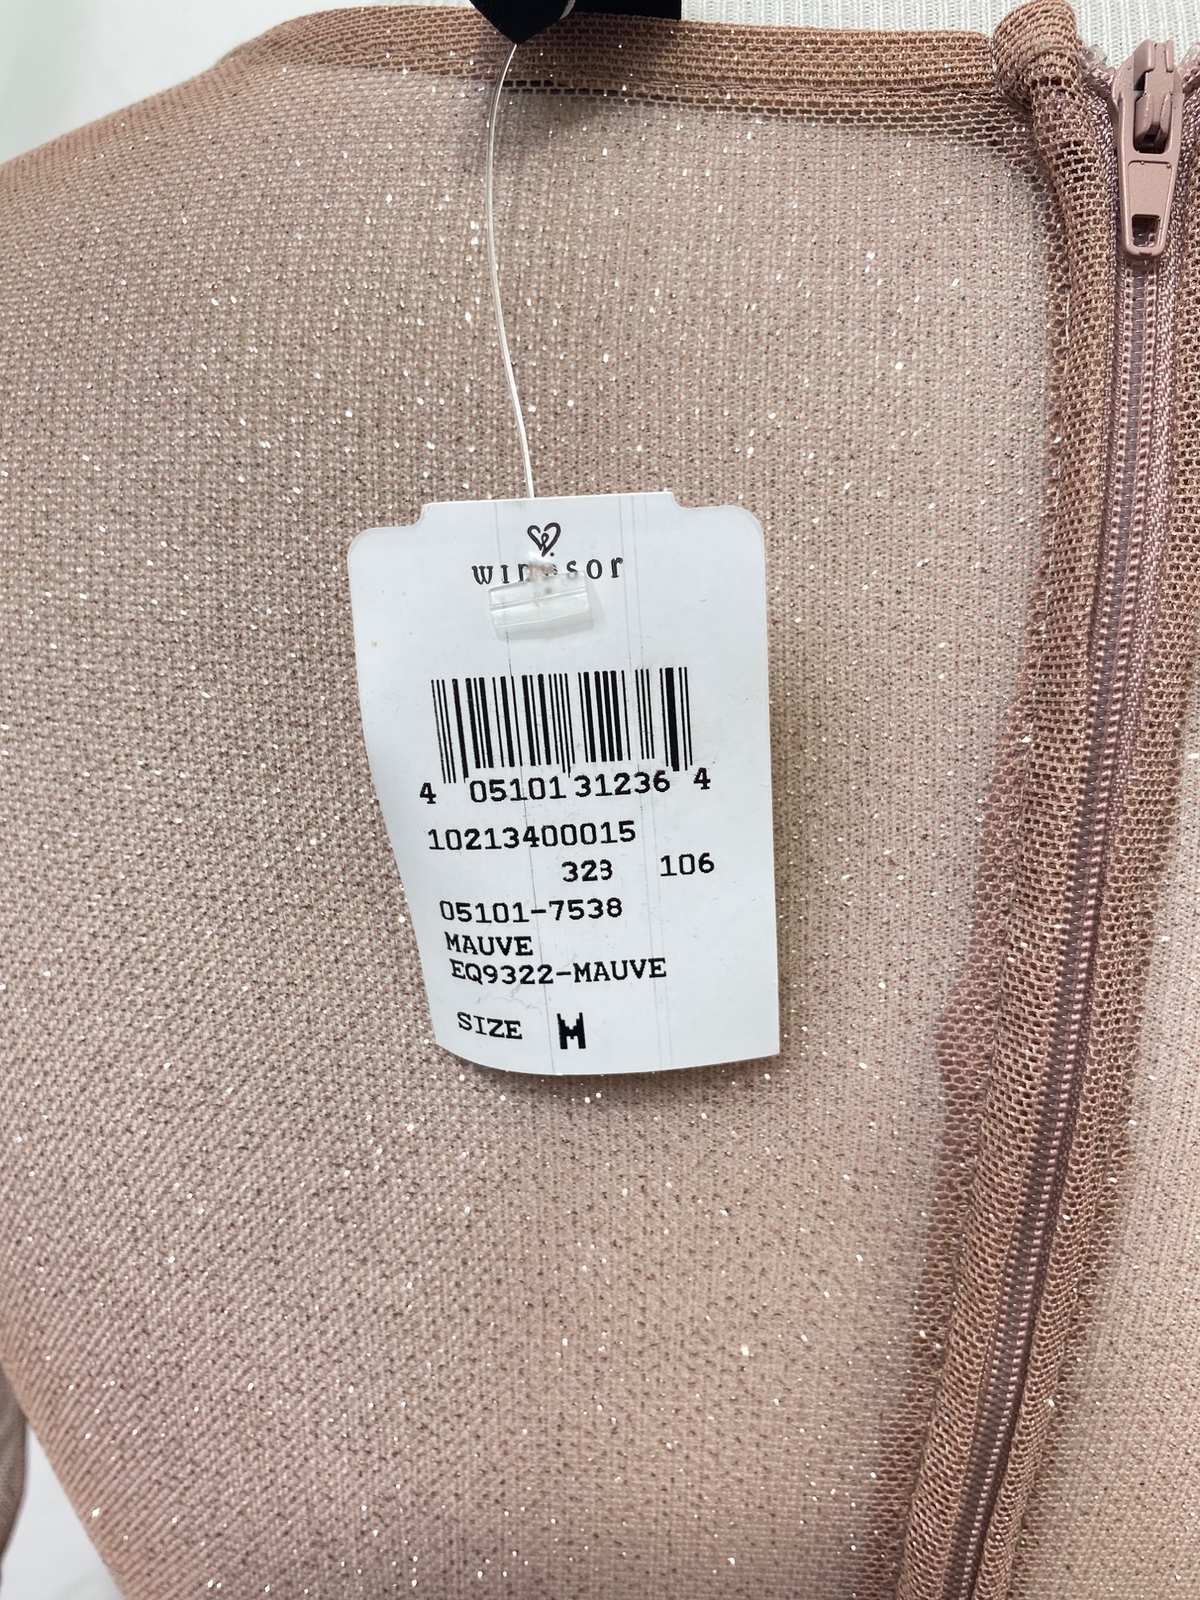 windsor
4 05101 31236 4
10213400015
323 106
05101-7538
MAUVE
EQ9322-MAUVE
SIZE M